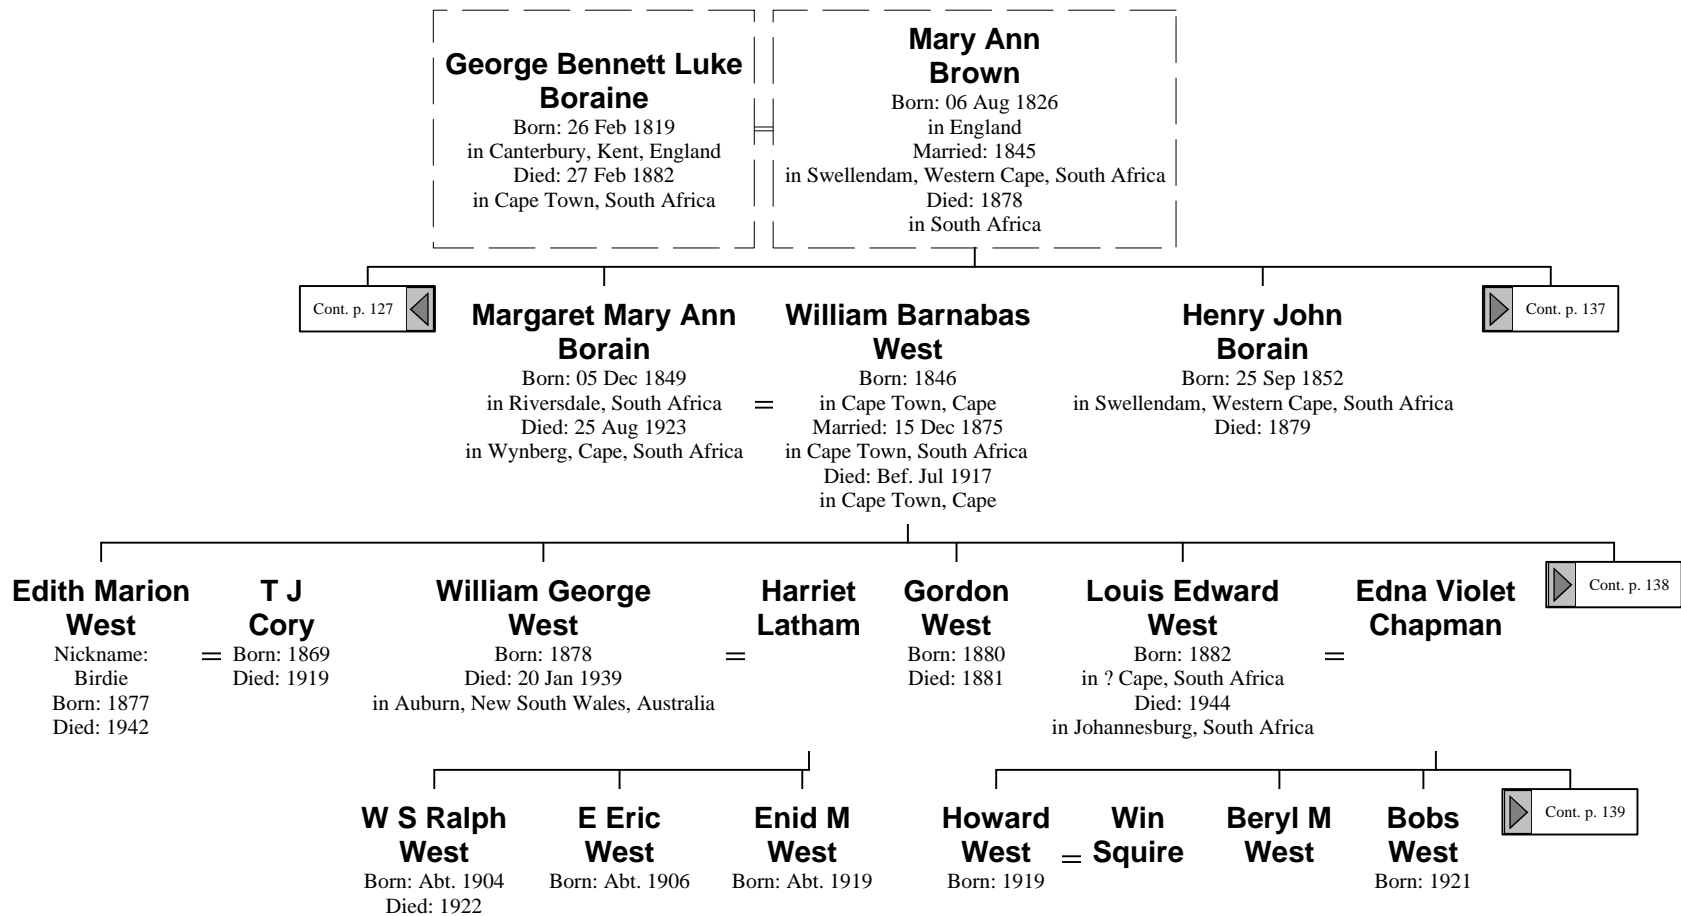 George Bennett Luke
Boraine
Born: 26 Feb 1819
in Canterbury, Kent, England
Died: 27 Feb 1882
in Cape Town, South Africa
=
Mary Ann
Brown
Born: 06 Aug 1826
in England
Married: 1845
in Swellendam, Western Cape, South Africa
Died: 1878
in South Africa
Cont. p. 127
Margaret Mary Ann
Borain
Born: 05 Dec 1849
in Riversdale, South Africa
Died: 25 Aug 1923
in Wynberg, Cape, South Africa
=
William Barnabas
West
Born: 1846
in Cape Town, Cape
Married: 15 Dec 1875
in Cape Town, South Africa
Died: Bef. Jul 1917
in Cape Town, Cape
Henry John
Borain
Born: 25 Sep 1852
in Swellendam, Western Cape, South Africa
Died: 1879
Cont. p. 137
Edith Marion
West
Nickname:
Birdie
Born: 1877
Died: 1942
=
T J
Cory
Born: 1869
Died: 1919
William George
West
Born: 1878
Died: 20 Jan 1939
in Auburn, New South Wales, Australia
=
Harriet
Latham
Gordon
West
Born: 1880
Died: 1881
Louis Edward
West
Born: 1882
in ? Cape, South Africa
Died: 1944
in Johannesburg, South Africa
=
Edna Violet
Chapman
Cont. p. 138
W S Ralph
West
Born: Abt. 1904
Died: 1922
E Eric
West
Born: Abt. 1906
Enid M
West
Born: Abt. 1919
Howard
West
Born: 1919
=
Win
Squire
Beryl M
West
Bobs
West
Born: 1921
Cont. p. 139